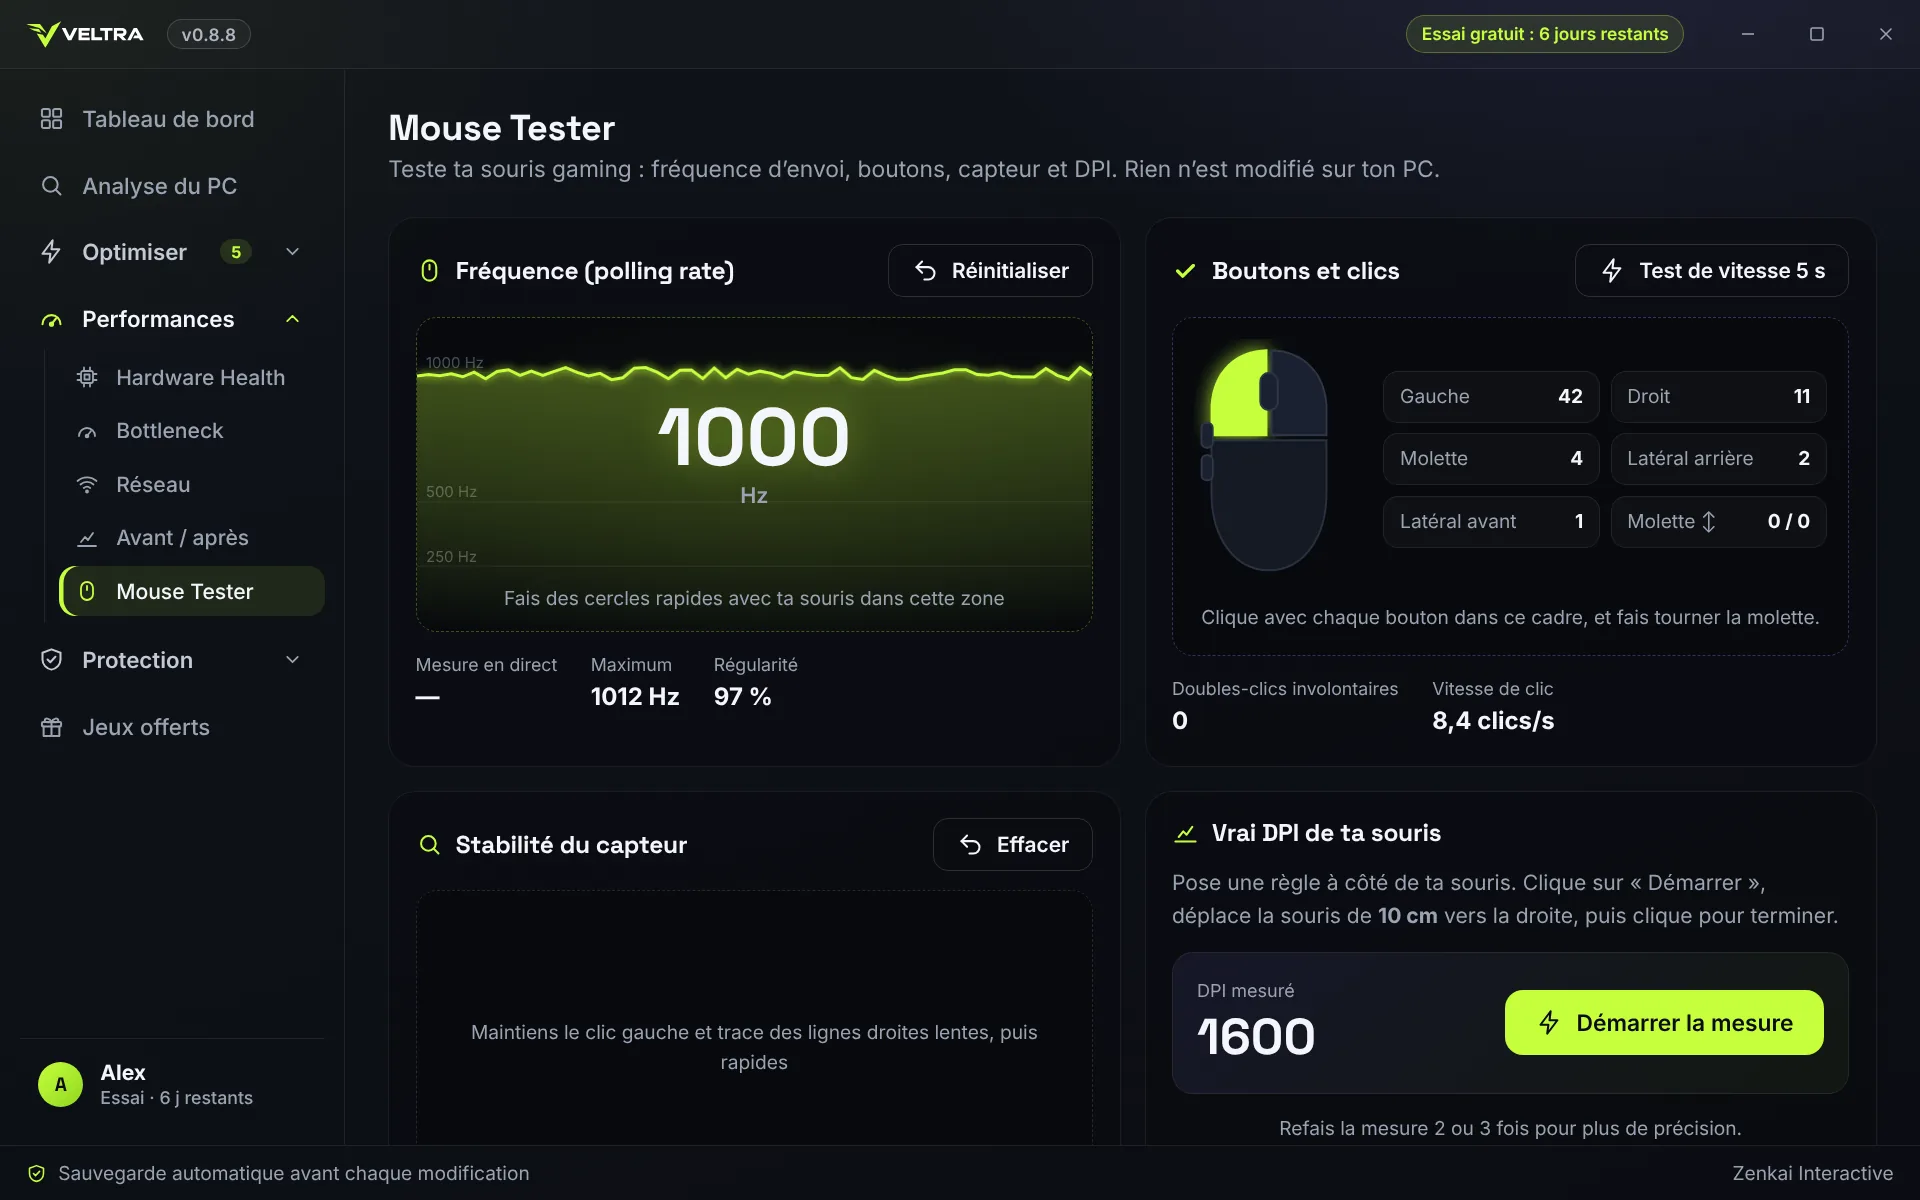 VELTRA
v0.8.8
Essai gratuit : 6 jours restants
Tableau de bord
Analyse du PC
Optimiser 5
Performances
Hardware Health
Bottleneck
Réseau
Avant / après
Mouse Tester
Protection
Jeux offerts
A
Alex
Essai · 6 j restants
Mouse Tester
Teste ta souris gaming : fréquence d’envoi, boutons, capteur et DPI. Rien n’est modifié sur ton PC.
Fréquence (polling rate)
Réinitialiser
1000 Hz
1000
Hz
500 Hz
250 Hz
Fais des cercles rapides avec ta souris dans cette zone
Mesure en direct
—
Maximum
1012 Hz
Régularité
97 %
Boutons et clics
Test de vitesse 5 s
Gauche 42
Droit 11
Molette 4
Latéral arrière 2
Latéral avant 1
Molette ↕ 0 / 0
Clique avec chaque bouton dans ce cadre, et fais tourner la molette.
Doubles-clics involontaires
0
Vitesse de clic
8,4 clics/s
Stabilité du capteur
Effacer
Maintiens le clic gauche et trace des lignes droites lentes, puis
rapides
Vrai DPI de ta souris
Pose une règle à côté de ta souris. Clique sur « Démarrer »,
déplace la souris de 10 cm vers la droite, puis clique pour terminer.
DPI mesuré
1600
Démarrer la mesure
Refais la mesure 2 ou 3 fois pour plus de précision.
Sauvegarde automatique avant chaque modification
Zenkai Interactive